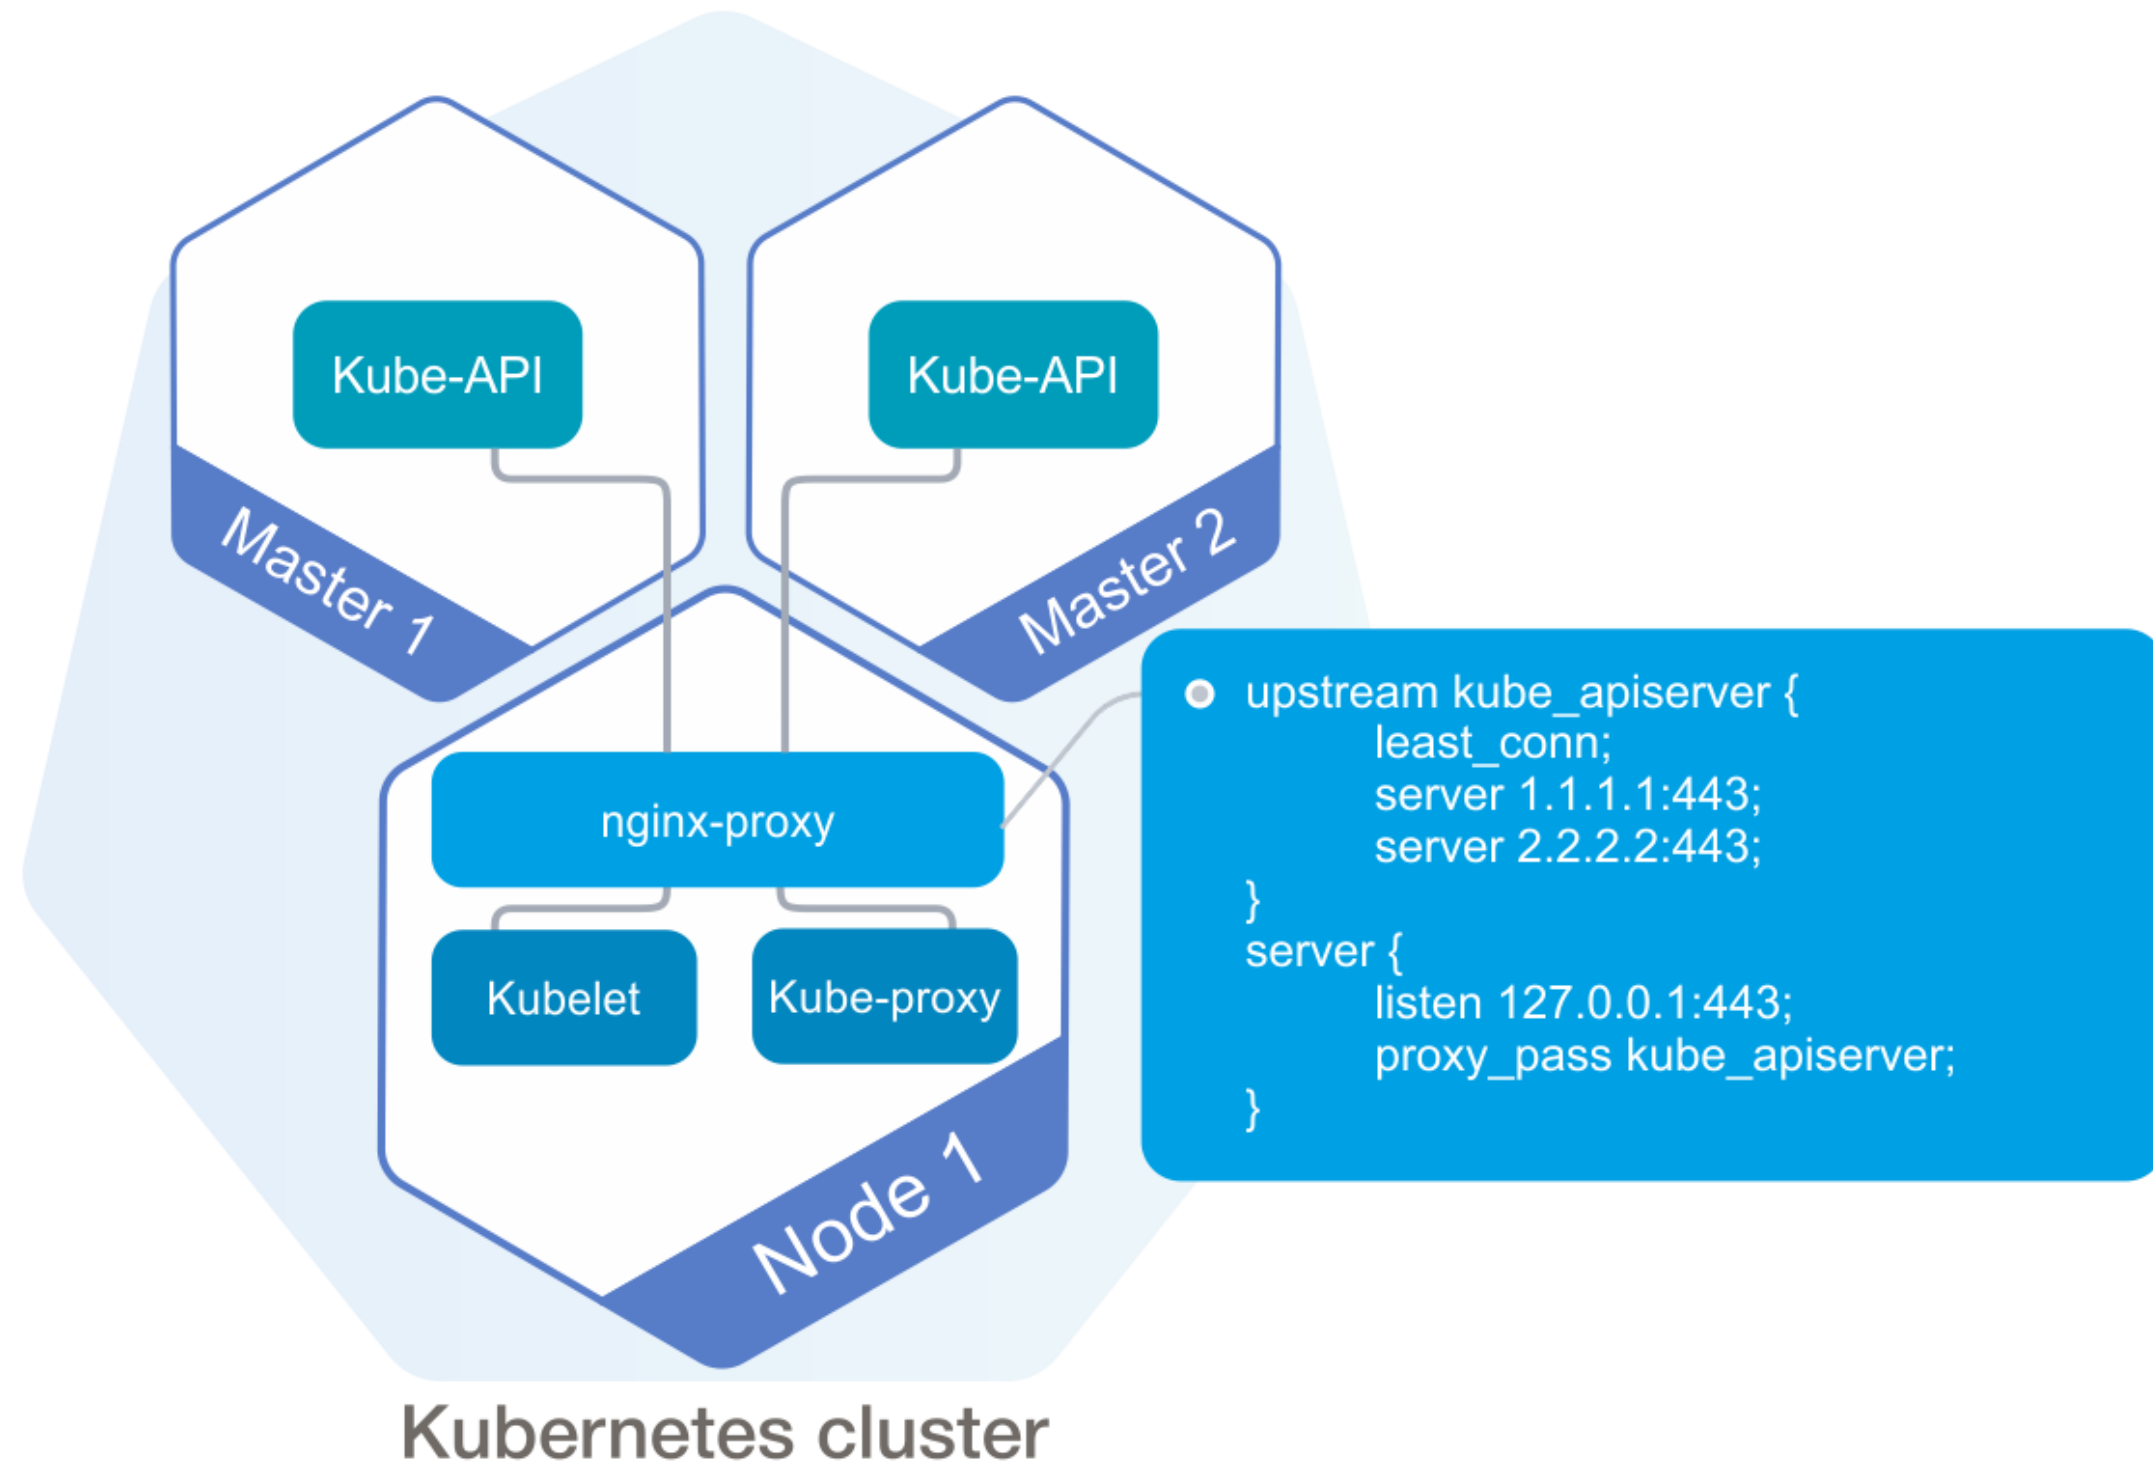 Kube-API
Kube-API
Master 1
Master 2
nginx-proxy
Kubelet
Kube-proxy
Node 1
upstream kube_apiserver {
least_conn;
server 1.1.1.1:443;
server 2.2.2.2:443;
}
server {
listen 127.0.0.1:443;
proxy_pass kube_apiserver;
}
Kubernetes cluster